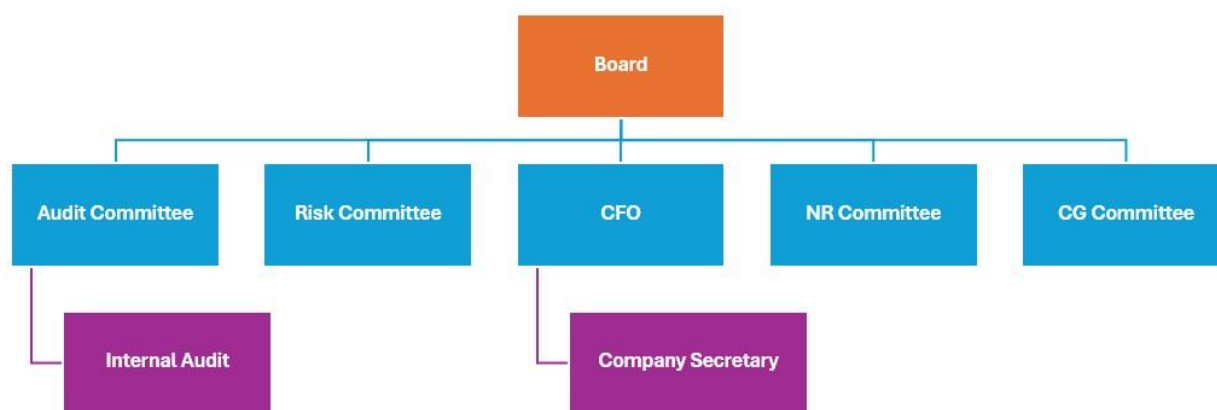 Board
Audit Committee
Risk Committee
CFO
NR Committee
CG Committee
Internal Audit
Company Secretary